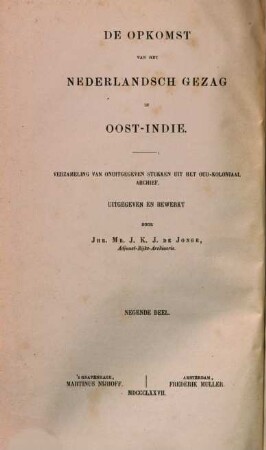 DE OPKOMST
VAN HET
NEDERLANDSCH GEZAG
IN
OOST-INDIE.
VERZAMELING VAN ONUITGEGEVEN STUKKEN UIT HET OUD-KOLONIAAL
ARCHIEF.
UITGEGEVEN EN BEWERKT
DOOR
JHR. MR. J. K. J. DE JONGE,
Adjunct-Rijks-Archivaris.
NEGENDE DEEL.
'S GRAVENHAGE,
MARTINUS NIJHOFF.
AMSTERDAM,
FREDERIK MULLER.
MDCCCLXXVII.